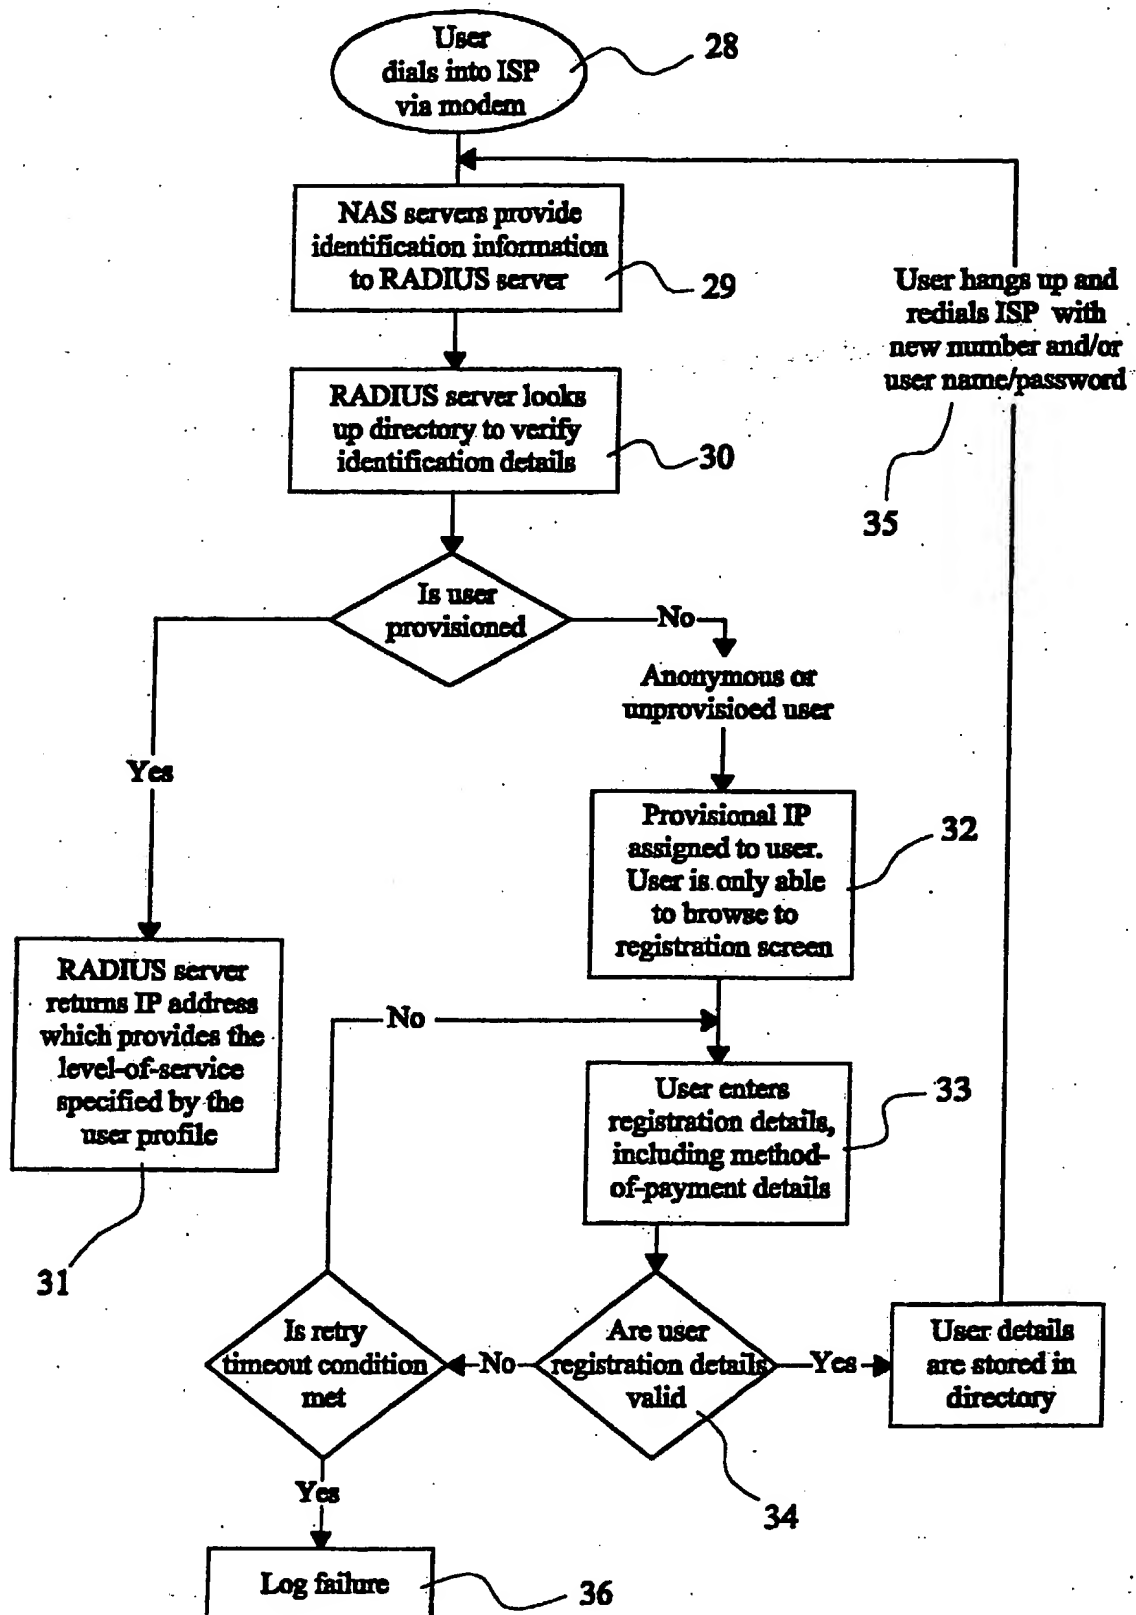 User
dials into ISP
via modem
28
NAS servers provide
identification information
to RADIUS server
29
User hangs up and
redials ISP with
new number and/or
user name/password
35
RADIUS server looks
up directory to verify
identification details
30
Is user
provisioned
No
Anonymous or
unprovisioed user
Yes
Provisional IP
assigned to user.
User is only able
to browse to
registration screen
32
RADIUS server
returns IP address
which provides the
level-of-service
specified by the
user profile
31
No
User enters
registration details,
including method-
of-payment details
33
Is retry
timeout condition
met
No
Are user
registration details
valid
34
Yes
User details
are stored in
directory
Yes
Log failure
36